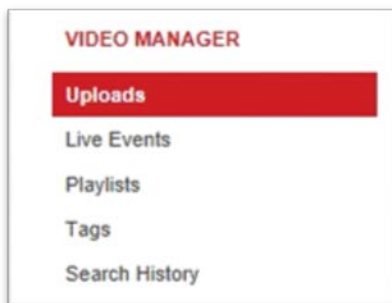 VIDEO MANAGER
Uploads
Live Events
Playlists
Tags
Search History